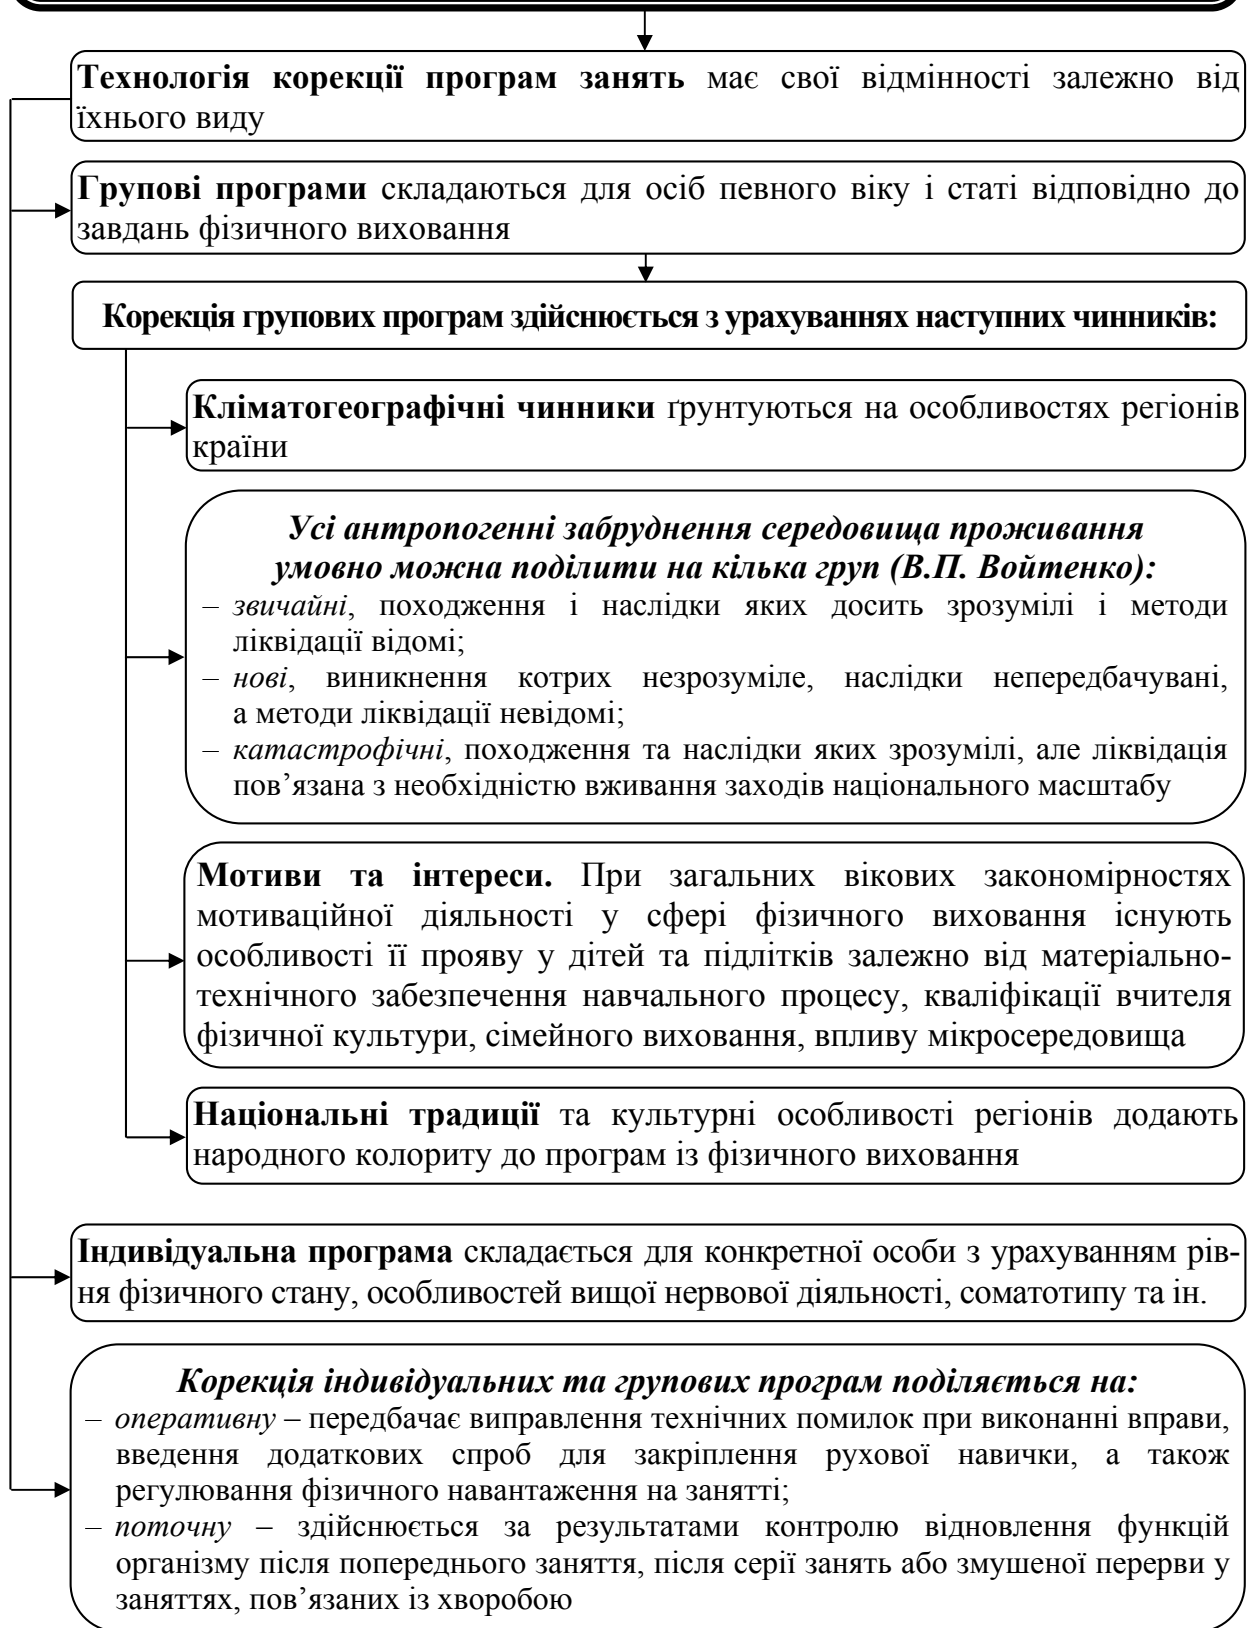 Технологія корекції програм занять має свої відмінності залежно від
їхнього виду
Групові програми складаються для осіб певного віку і статі відповідно до
завдань фізичного виховання
Корекція групових програм здійснюється з урахуваннях наступних чинників:
Кліматогеографічні чинники ґрунтуються на особливостях регіонів
країни
Усі антропогенні забруднення середовища проживання
умовно можна поділити на кілька груп (В.П. Войтенко):
– звичайні, походження і наслідки яких досить зрозумілі і методи
ліквідації відомі;
– нові, виникнення котрих незрозуміле, наслідки непередбачувані,
а методи ліквідації невідомі;
– катастрофічні, походження та наслідки яких зрозумілі, але ліквідація
пов’язана з необхідністю вживання заходів національного масштабу
Мотиви та інтереси. При загальних вікових закономірностях
мотиваційної діяльності у сфері фізичного виховання існують
особливості її прояву у дітей та підлітків залежно від матеріально-
технічного забезпечення навчального процесу, кваліфікації вчителя
фізичної культури, сімейного виховання, впливу мікросередовища
Національні традиції та культурні особливості регіонів додають
народного колориту до програм із фізичного виховання
Індивідуальна програма складається для конкретної особи з урахуванням рів-
ня фізичного стану, особливостей вищої нервової діяльності, соматотипу та ін.
Корекція індивідуальних та групових програм поділяється на:
– оперативну – передбачає виправлення технічних помилок при виконанні вправи,
введення додаткових спроб для закріплення рухової навички, а також
регулювання фізичного навантаження на занятті;
– поточну – здійснюється за результатами контролю відновлення функцій
організму після попереднього заняття, після серії занять або змушеної перерви у
заняттях, пов’язаних із хворобою